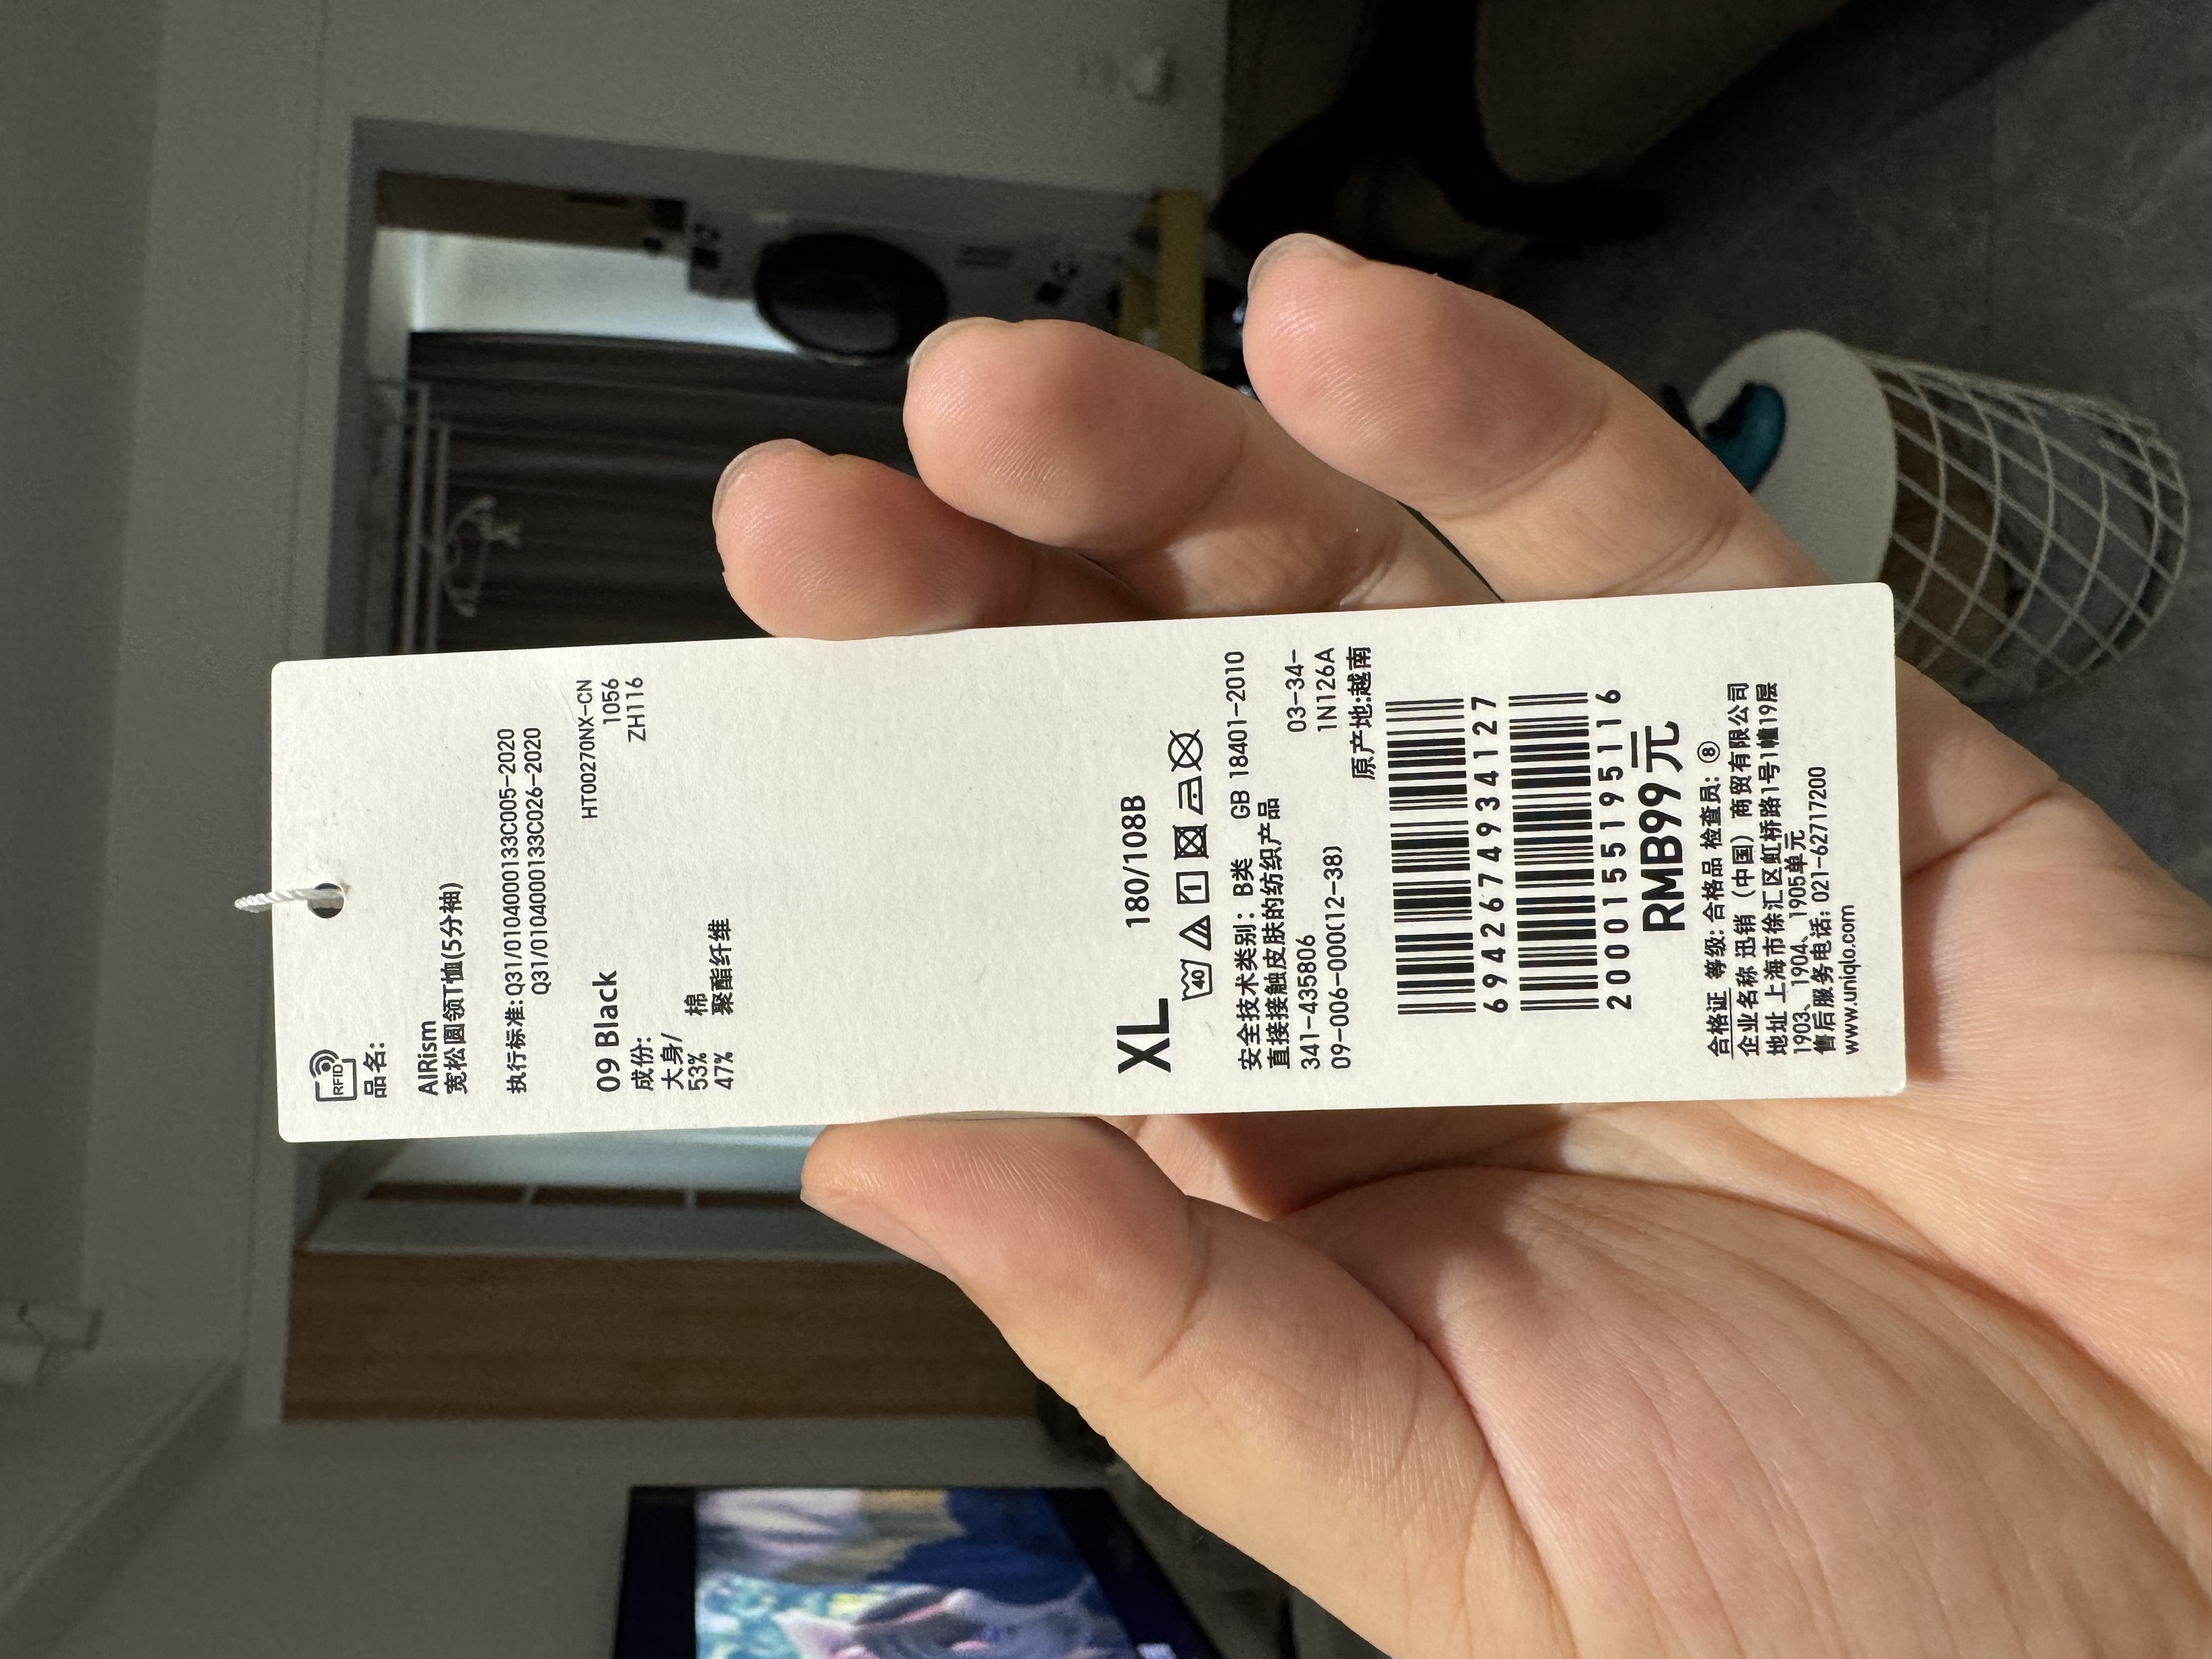 RFID
品名:
AIRism
宽松圆领T恤(5分袖)
执行标准:Q31/0104000133C005-2020
Q31/0104000133C026-2020
HT00270NX-CN
09 Black
1056
成份:
ZH116
大身/
53% 棉
47% 聚酯纤维
XL 180/108B
40
安全技术类别: B类 GB 18401-2010
直接接触皮肤的纺织产品
341-435806 03-34-
09-006-000(12-38) 1N126A
原产地:越南
6942674934127
2000155195116
RMB99元
合格证 等级: 合格品 检查员: ⑧
企业名称 迅销（中国）商贸有限公司
地址 上海市徐汇区虹桥路1号1幢19层
1903、1904、1905单元
售后服务电话: 021-62717200
www.uniqlo.com